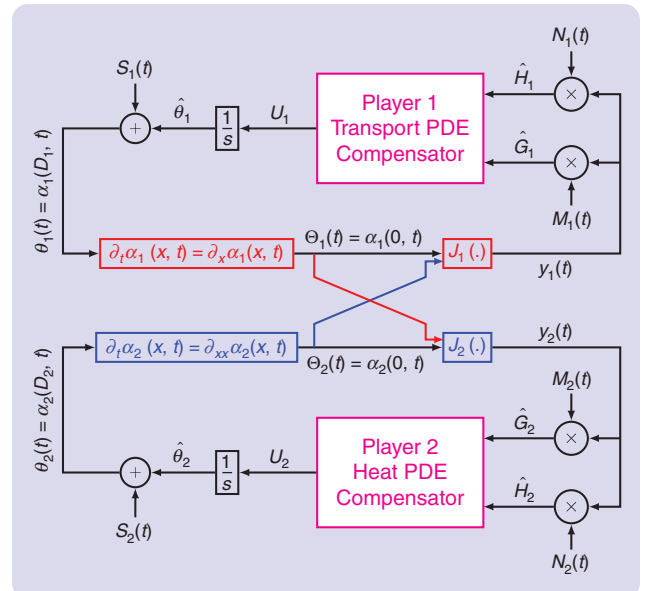 N₁(t)
S₁(t)
Ĥ₁
×
Player 1
Transport PDE
Compensator
θ̂₁
U₁
+
1/s
Ĝ₁
×
θ₁(t) = α₁(D₁, t)
M₁(t)
Θ₁(t) = α₁(0, t)
∂ₜα₁ (x, t) = ∂ₓα₁(x, t)
J₁(.)
y₁(t)
∂ₜα₂ (x, t) = ∂ₓₓα₂(x, t)
J₂(.)
y₂(t)
Θ₂(t) = α₂(0, t)
θ₂(t) = α₂(D₂, t)
M₂(t)
Ĝ₂
×
Player 2
Heat PDE
Compensator
θ̂₂
U₂
+
1/s
Ĥ₂
×
S₂(t)
N₂(t)